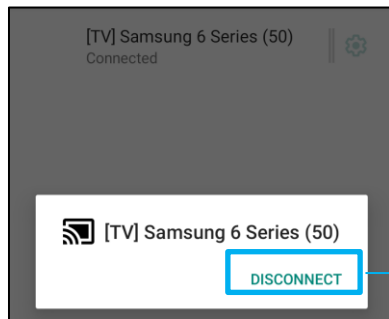 [TV] Samsung 6 Series (50)
Connected
[TV] Samsung 6 Series (50)
DISCONNECT